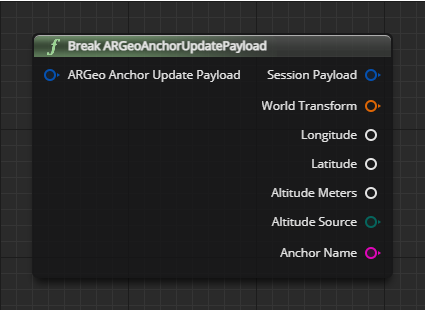 f Break ARGeoAnchorUpdatePayload
ARGeo Anchor Update Payload Session Payload
World Transform
Longitude
Latitude
Altitude Meters
Altitude Source
Anchor Name